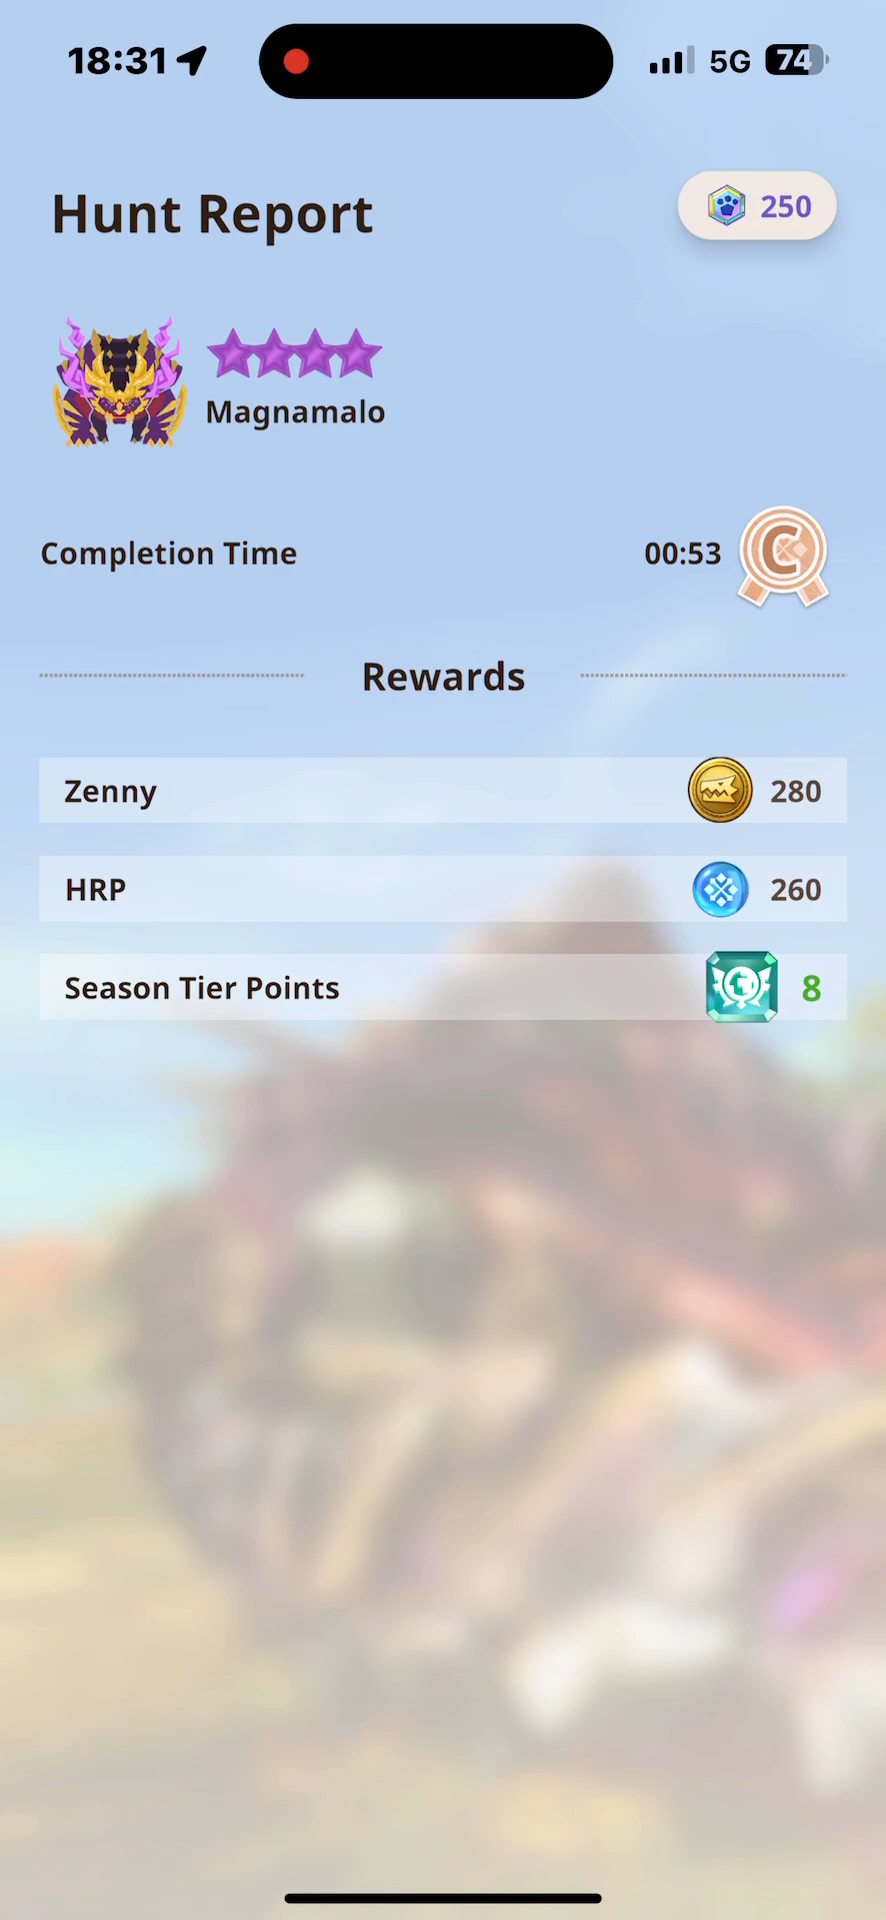 18:31
5G
74
Hunt Report
250
Magnamalo
Completion Time
00:53
C
Rewards
Zenny
280
HRP
260
Season Tier Points
8